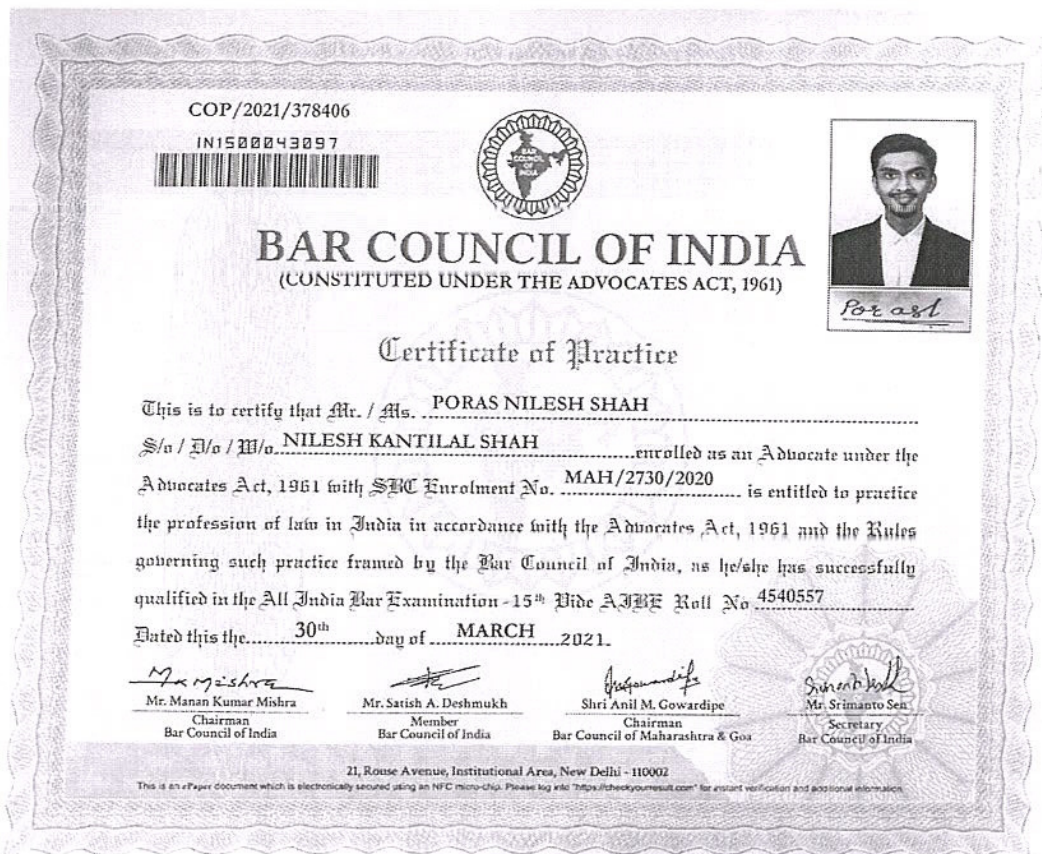 COP/2021/378406
IN1500043097
BAR COUNCIL OF INDIA
BAR COUNCIL OF INDIA
(CONSTITUTED UNDER THE ADVOCATES ACT, 1961)
Poras
Certificate of Practice
This is to certify that Mr. / Ms. PORAS NILESH SHAH
S/o / D/o / W/o NILESH KANTILAL SHAH enrolled as an Advocate under the
Advocates Act, 1961 with SBC Enrolment No. MAH/2730/2020 is entitled to practice
the profession of law in India in accordance with the Advocates Act, 1961 and the Rules
governing such practice framed by the Bar Council of India, as he/she has successfully
qualified in the All India Bar Examination - 15th Vide AIBE Roll No 4540557
Dated this the 30th day of MARCH 2021.
Mr. Manan Kumar Mishra Mr. Satish A. Deshmukh Shri Anil M. Gowardipe Mr. Srimanto Sen
Chairman Member Chairman Secretary
Bar Council of India Bar Council of India Bar Council of Maharashtra & Goa Bar Council of India
21, Rouse Avenue, Institutional Area, New Delhi - 110002
This is an ePaper document which is electronically secured using an NFC micro-chip. Please log into "https://checkyourresult.com" for instant verification and additional information.